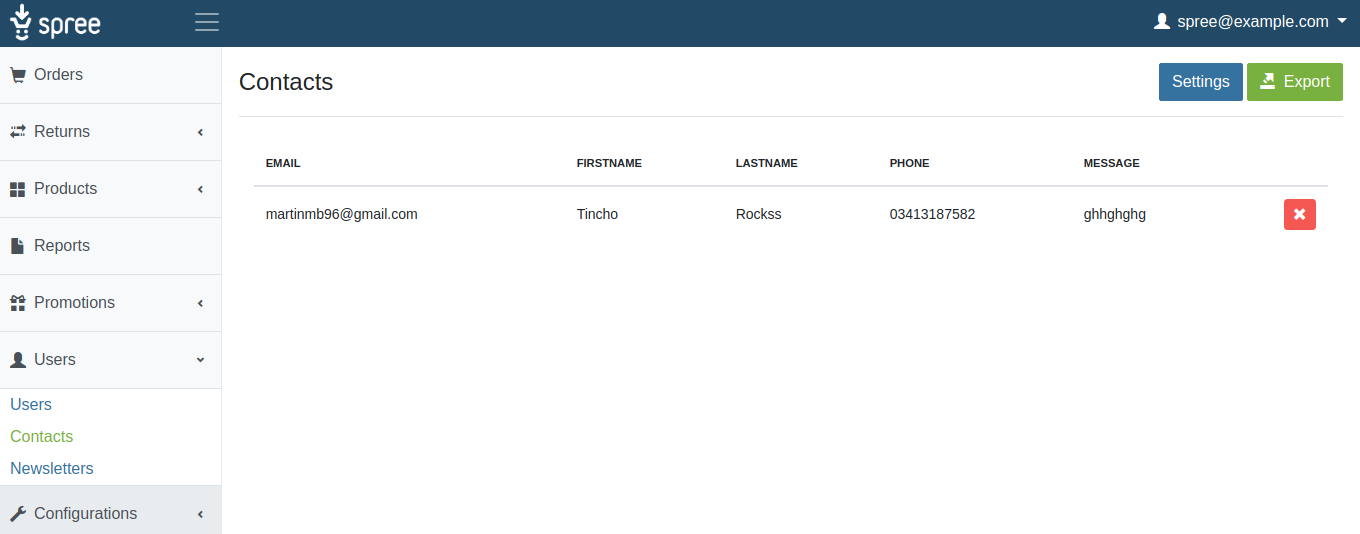 spree
spree@example.com
Orders
Returns
Products
Reports
Promotions
Users
Users
Contacts
Newsletters
Configurations
Contacts
Settings Export
EMAIL FIRSTNAME LASTNAME PHONE MESSAGE
martinmb96@gmail.com Tincho Rockss 03413187582 ghhghghg